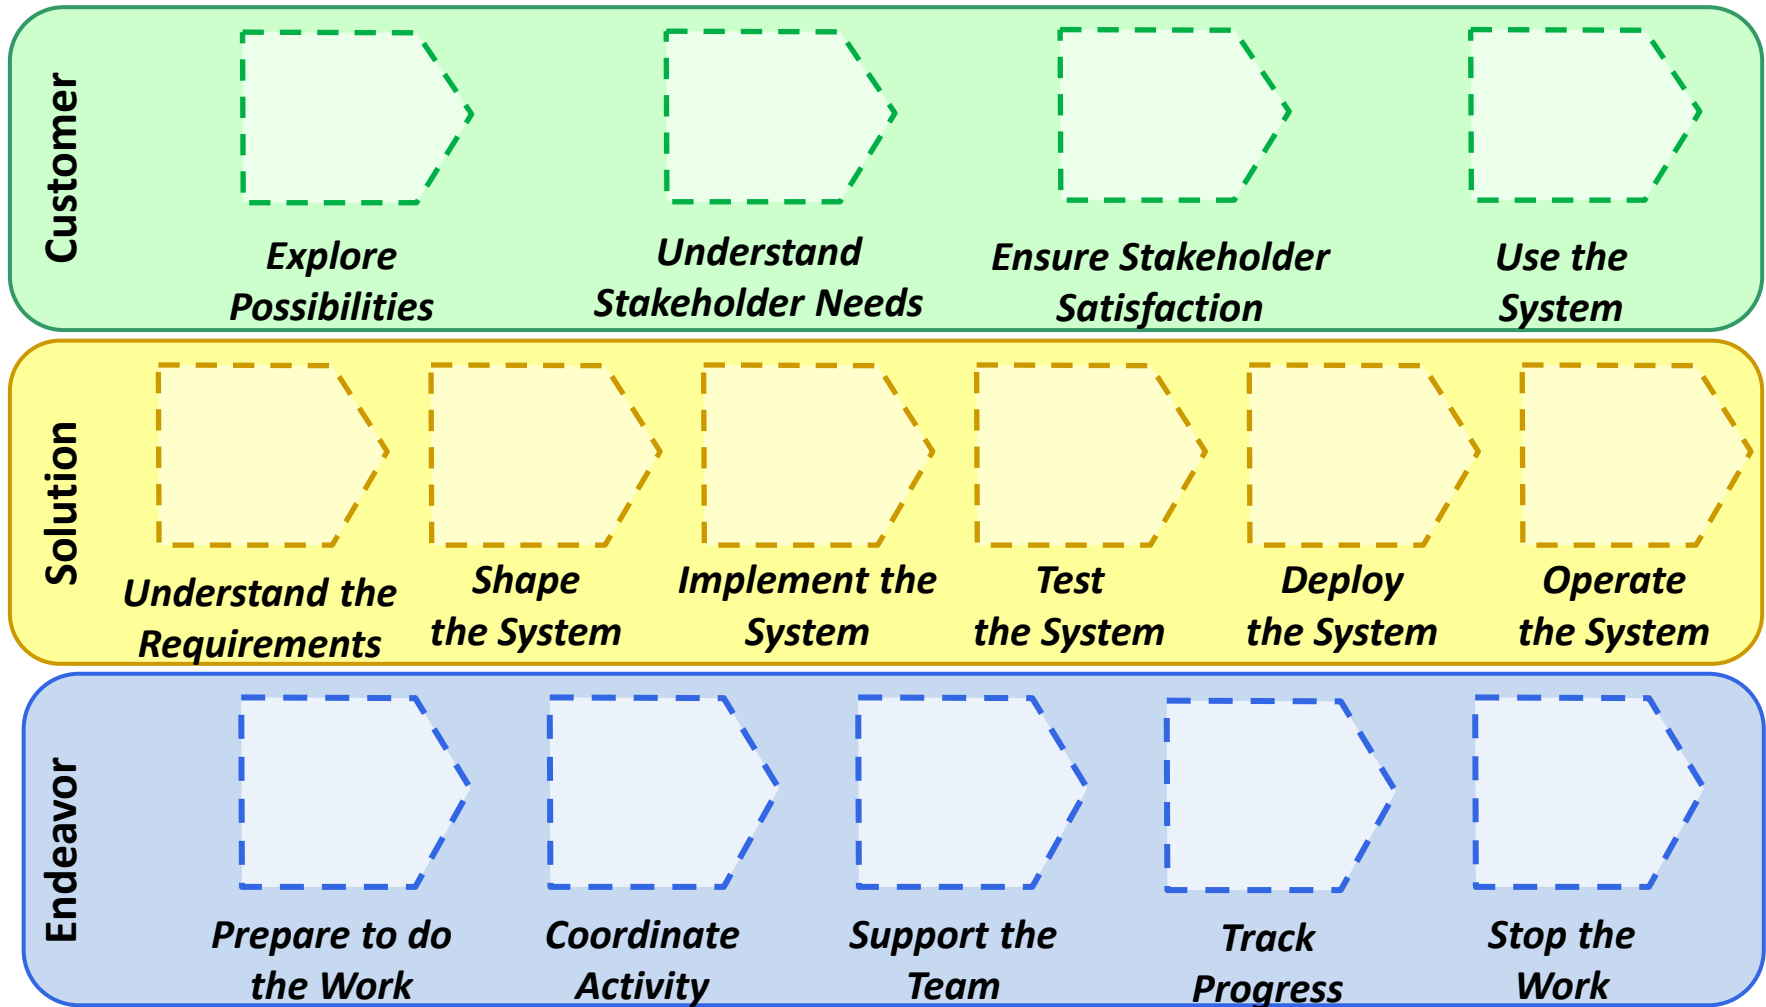 Customer
Explore
Possibilities
Understand
Stakeholder Needs
Ensure Stakeholder
Satisfaction
Use the
System
Solution
Understand the
Requirements
Shape
the System
Implement the
System
Test
the System
Deploy
the System
Operate
the System
Endeavor
Prepare to do
the Work
Coordinate
Activity
Support the
Team
Track
Progress
Stop the
Work